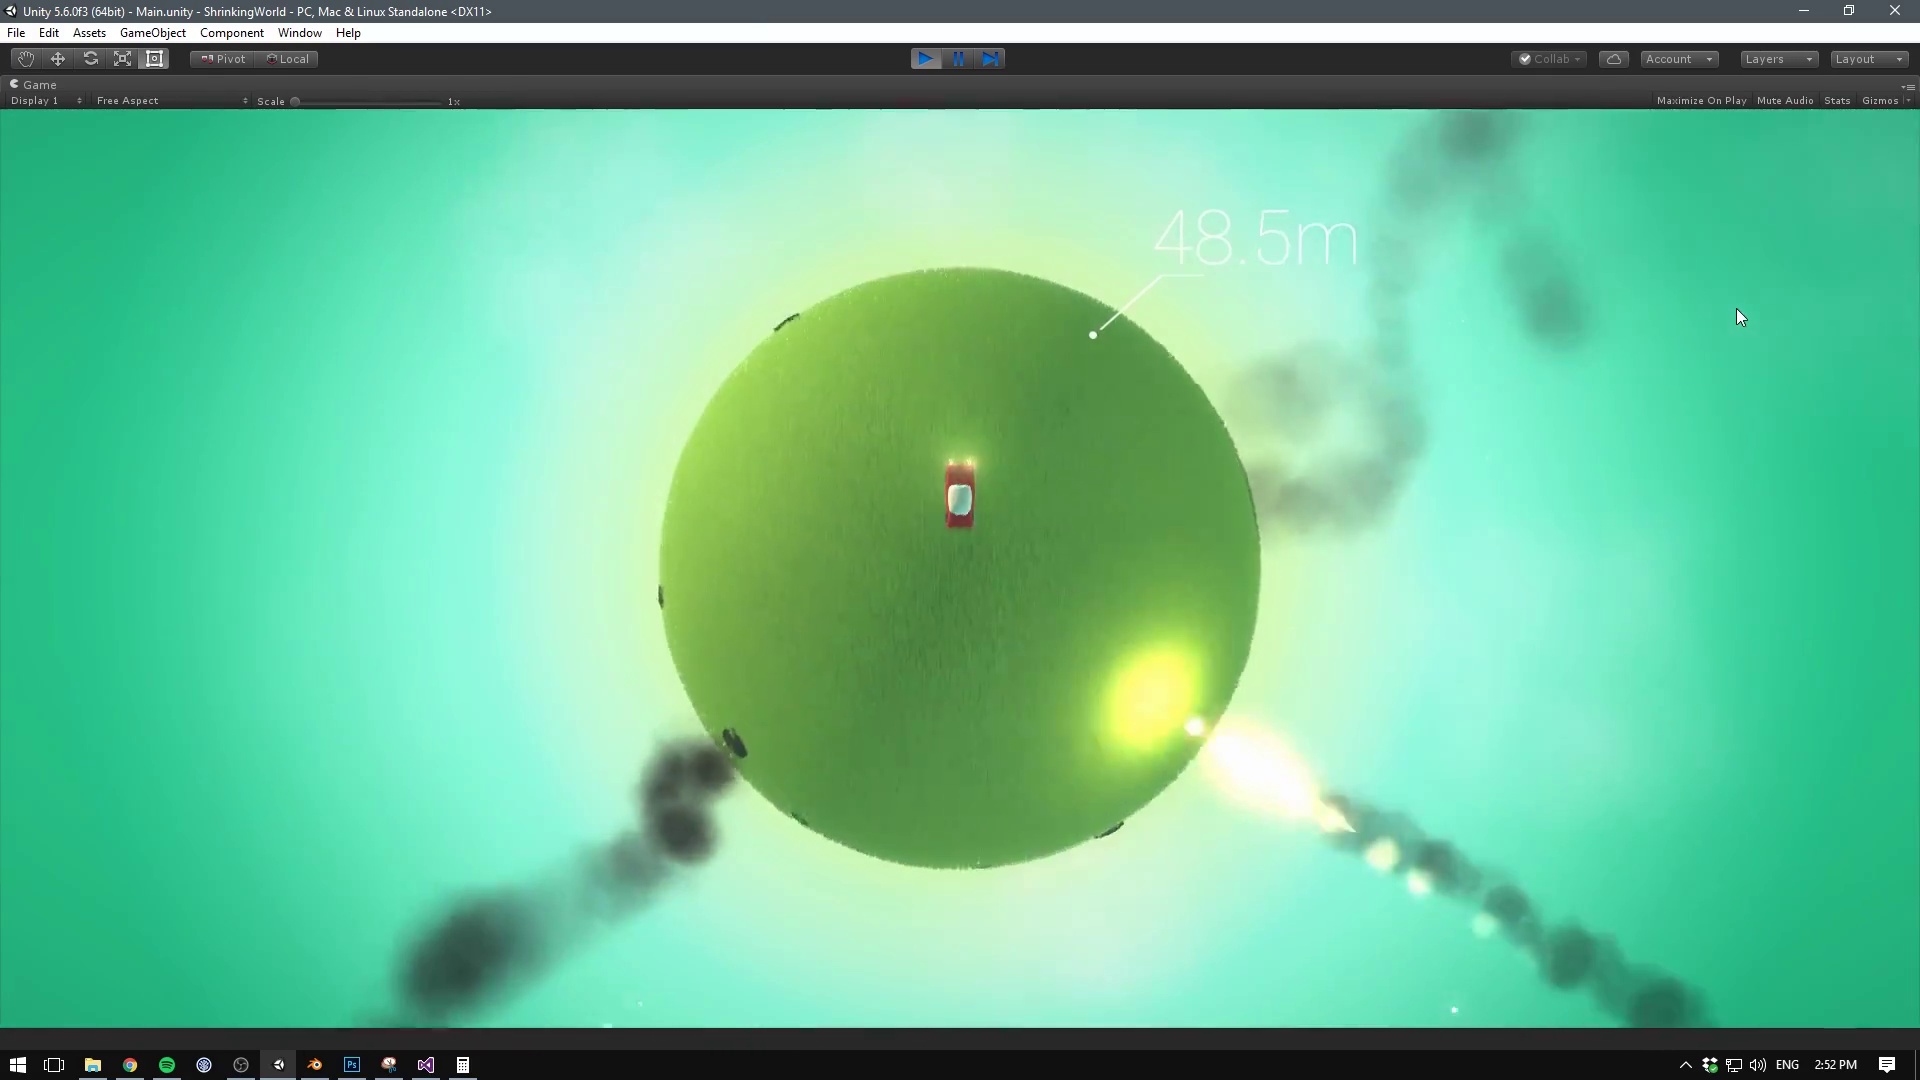 Unity 5.6.0f3 (64bit) - Main.unity - ShrinkingWorld - PC, Mac & Linux Standalone <DX11>
File Edit Assets GameObject Component Window Help
Pivot Local Collab Account Layers Layout
Game
Display 1 Free Aspect Scale 1x Maximize On Play Mute Audio Stats Gizmos
48.5m
Ps ENG 2:52 PM